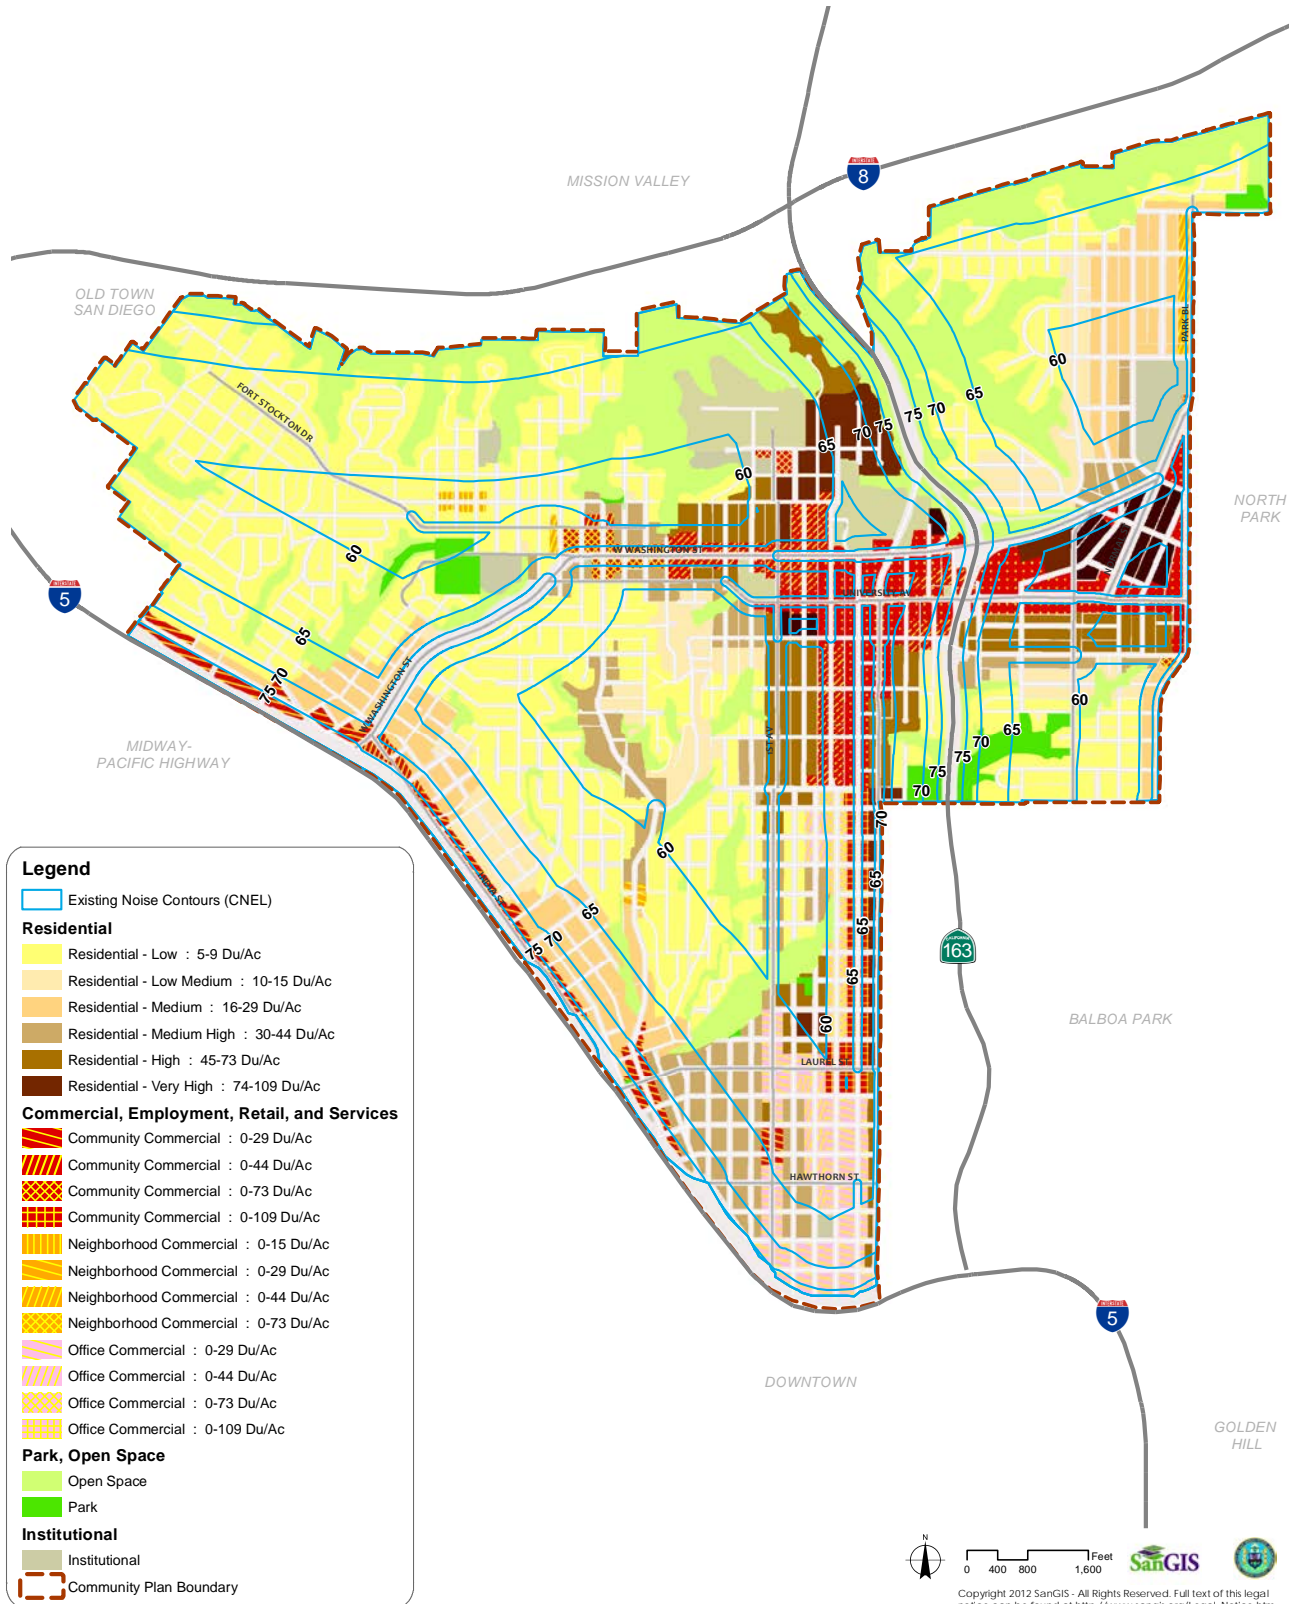 MISSION VALLEY
INTERSTATE
8
OLD TOWN
SAN DIEGO
PARK BL
60
65
70
75
75
70
65
60
FORT STOCKTON DR
NORTH
PARK
60
W WASHINGTON ST
UNIVERSITY AV
INTERSTATE
5
65
70
75
W WASHINGTON ST
MIDWAY-
PACIFIC HIGHWAY
1ST AV
60
65
70
75
75
70
70
60
65
65
65
70
75
65
60
CALIFORNIA
163
BALBOA PARK
LAUREL ST
HAWTHORN ST
INTERSTATE
5
DOWNTOWN
GOLDEN
HILL
Legend
Existing Noise Contours (CNEL)
Residential
Residential - Low : 5-9 Du/Ac
Residential - Low Medium : 10-15 Du/Ac
Residential - Medium : 16-29 Du/Ac
Residential - Medium High : 30-44 Du/Ac
Residential - High : 45-73 Du/Ac
Residential - Very High : 74-109 Du/Ac
Commercial, Employment, Retail, and Services
Community Commercial : 0-29 Du/Ac
Community Commercial : 0-44 Du/Ac
Community Commercial : 0-73 Du/Ac
Community Commercial : 0-109 Du/Ac
Neighborhood Commercial : 0-15 Du/Ac
Neighborhood Commercial : 0-29 Du/Ac
Neighborhood Commercial : 0-44 Du/Ac
Neighborhood Commercial : 0-73 Du/Ac
Office Commercial : 0-29 Du/Ac
Office Commercial : 0-44 Du/Ac
Office Commercial : 0-73 Du/Ac
Office Commercial : 0-109 Du/Ac
Park, Open Space
Open Space
Park
Institutional
Institutional
Community Plan Boundary
N
Feet
0 400 800 1,600
SanGIS
Copyright 2012 SanGIS - All Rights Reserved. Full text of this legal